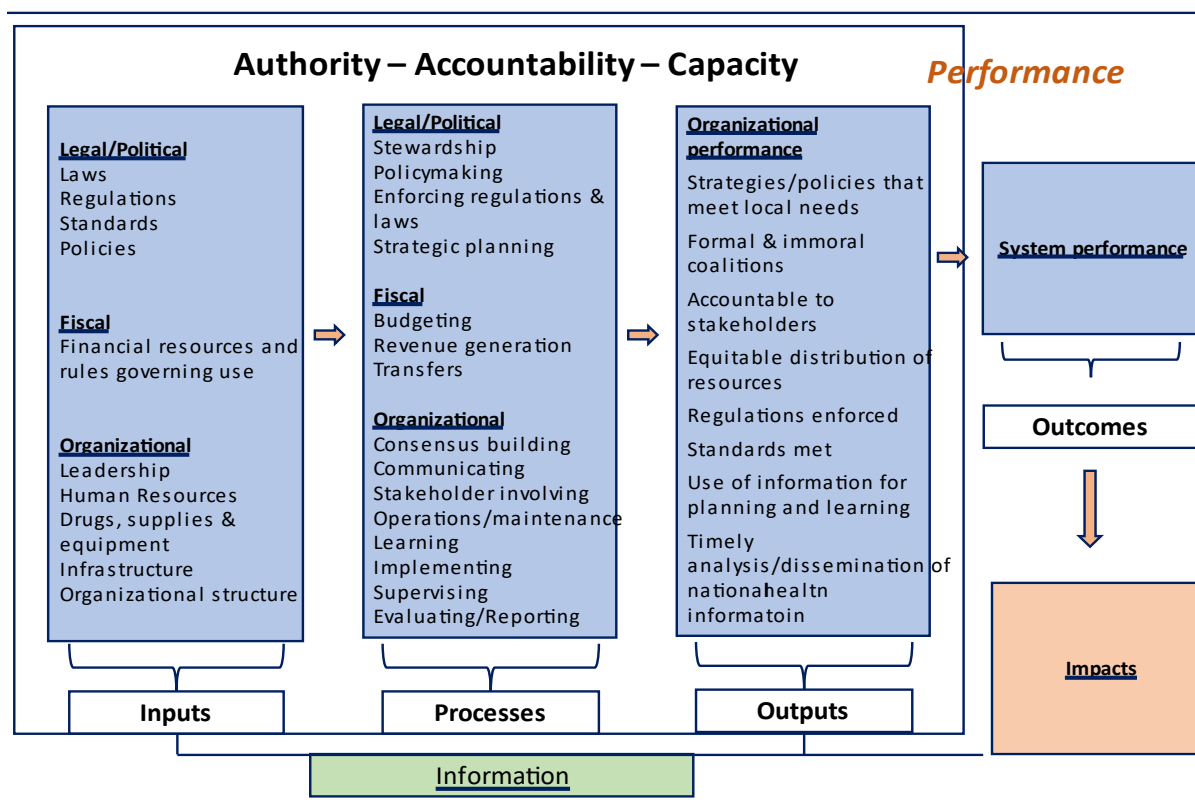 Authority – Accountability – Capacity
Performance
Legal/Political
Laws
Regulations
Standards
Policies
Fiscal
Financial resources and
rules governing use
Organizational
Leadership
Human Resources
Drugs, supplies &
equipment
Infrastructure
Organizational structure
Inputs
Legal/Political
Stewardship
Policymaking
Enforcing regulations &
laws
Strategic planning
Fiscal
Budgeting
Revenue generation
Transfers
Organizational
Consensus building
Communicating
Stakeholder involving
Operations/maintenance
Learning
Implementing
Supervising
Evaluating/Reporting
Processes
Organizational
performance
Strategies/policies that
meet local needs
Formal & immoral
coalitions
Accountable to
stakeholders
Equitable distribution of
resources
Regulations enforced
Standards met
Use of information for
planning and learning
Timely
analysis/dissemination of
nationahealtn
informatoin
Outputs
System performance
Outcomes
Impacts
Information